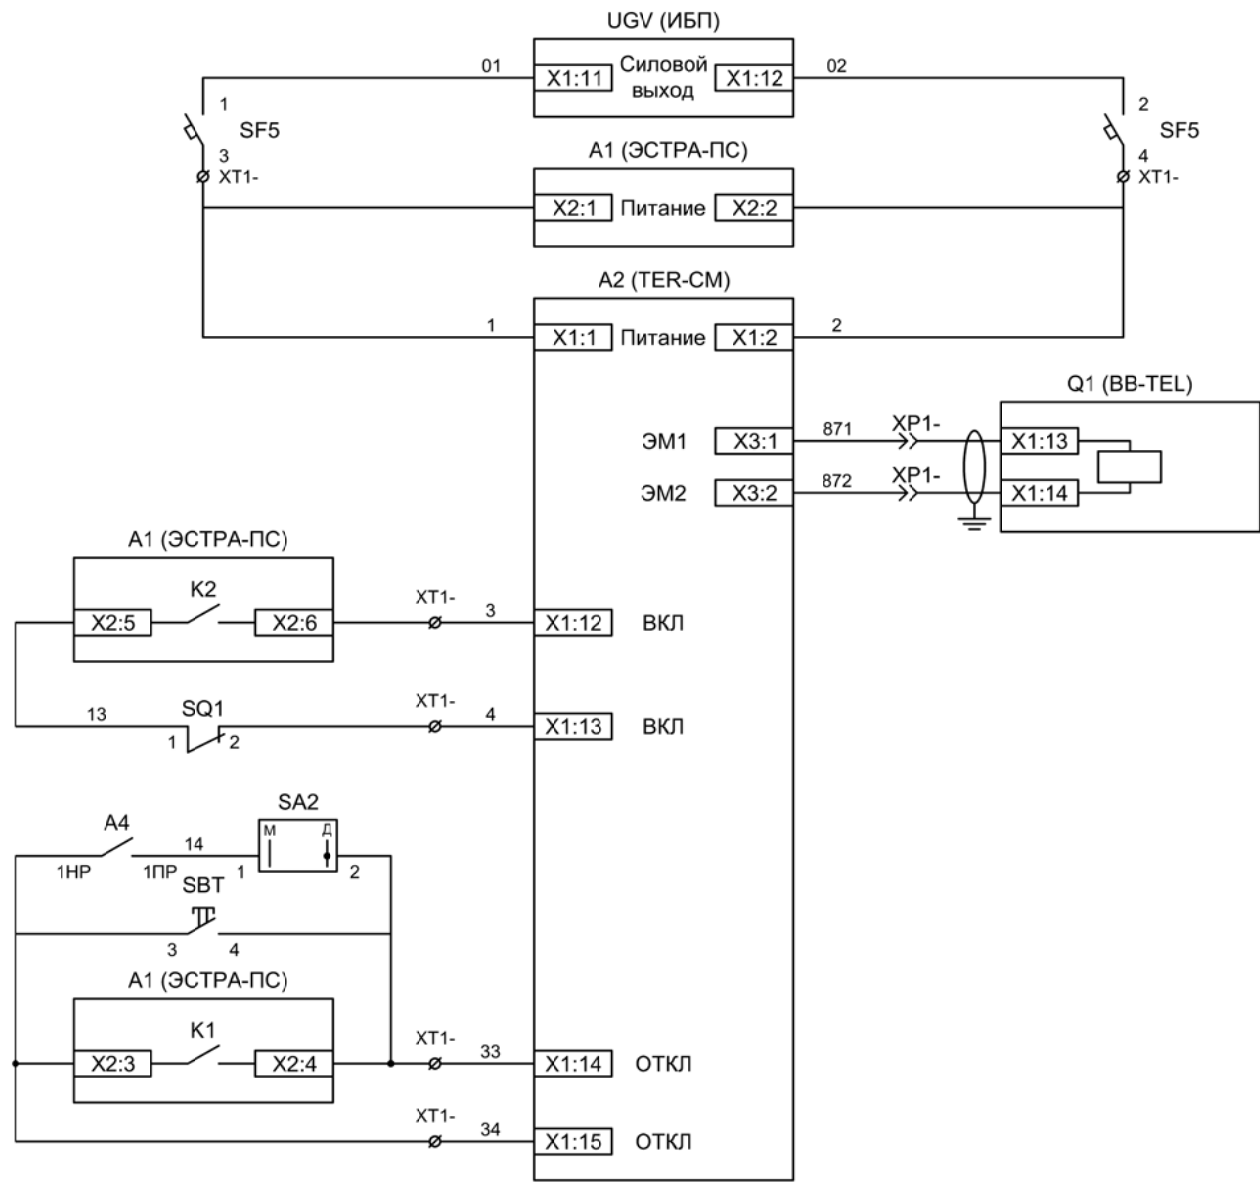 UGV (ИБП)
01 X1:11 Силовой выход X1:12 02
1 SF5
2 SF5
A1 (ЭСТРА-ПС)
3 XT1-
4 XT1-
X2:1 Питание X2:2
A2 (TER-CM)
1 X1:1 Питание X1:2 2
Q1 (BB-TEL)
ЭМ1 X3:1 871 XP1- X1:13
ЭМ2 X3:2 872 XP1- X1:14
A1 (ЭСТРА-ПС)
K2
X2:5 X2:6 XT1- 3 X1:12 ВКЛ
13 SQ1 XT1- 4 X1:13 ВКЛ
1 2
SA2
A4 М Д
1НР 1ПР 14 1 2
SBT
3 4
A1 (ЭСТРА-ПС)
K1
X2:3 X2:4 XT1- 33 X1:14 ОТКЛ
XT1- 34 X1:15 ОТКЛ